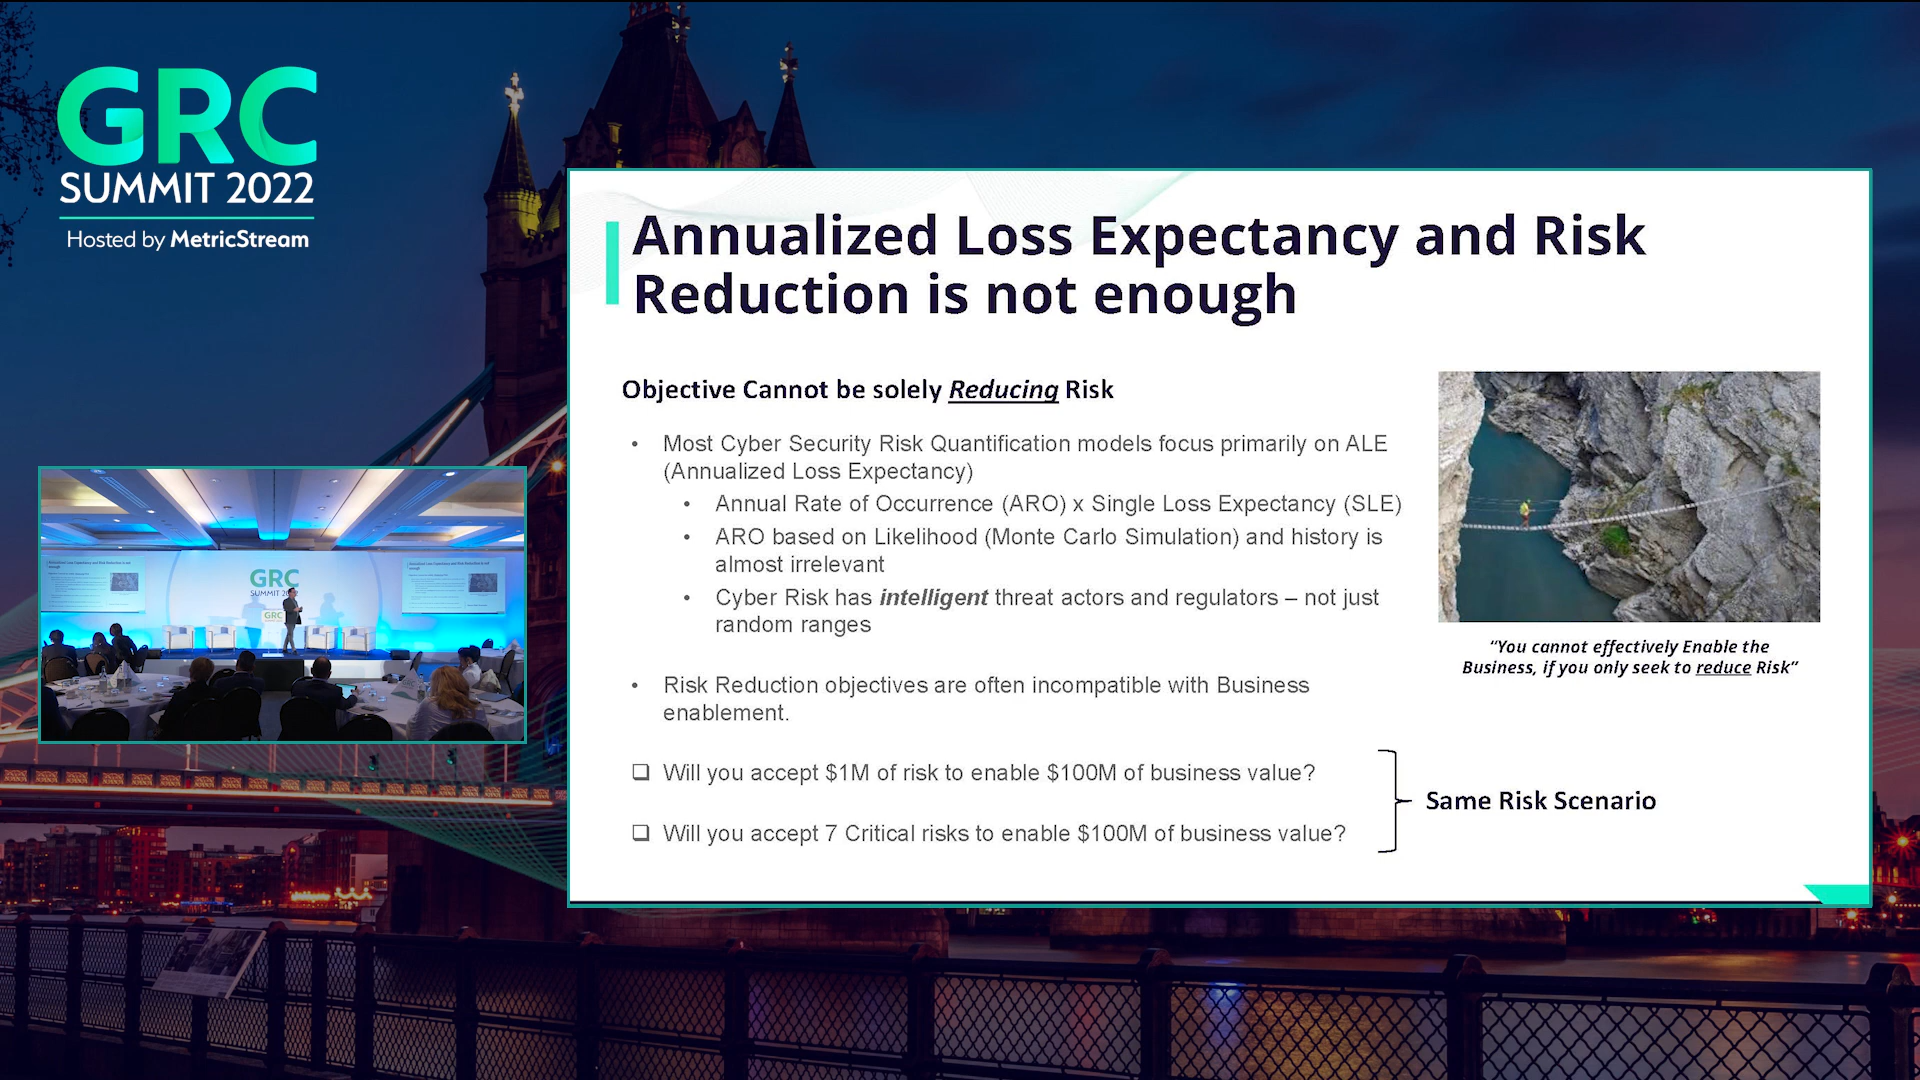 GRC
SUMMIT 2022
Hosted by MetricStream
Annualized Loss Expectancy and Risk
Reduction is not enough
Objective Cannot be solely Reducing Risk
• Most Cyber Security Risk Quantification models focus primarily on ALE
(Annualized Loss Expectancy)
• Annual Rate of Occurrence (ARO) x Single Loss Expectancy (SLE)
• ARO based on Likelihood (Monte Carlo Simulation) and history is
almost irrelevant
• Cyber Risk has intelligent threat actors and regulators – not just
random ranges
• Risk Reduction objectives are often incompatible with Business
enablement.
❑ Will you accept $1M of risk to enable $100M of business value?
❑ Will you accept 7 Critical risks to enable $100M of business value?
Same Risk Scenario
“You cannot effectively Enable the
Business, if you only seek to reduce Risk”
GRC
SUMMIT 2
GRC